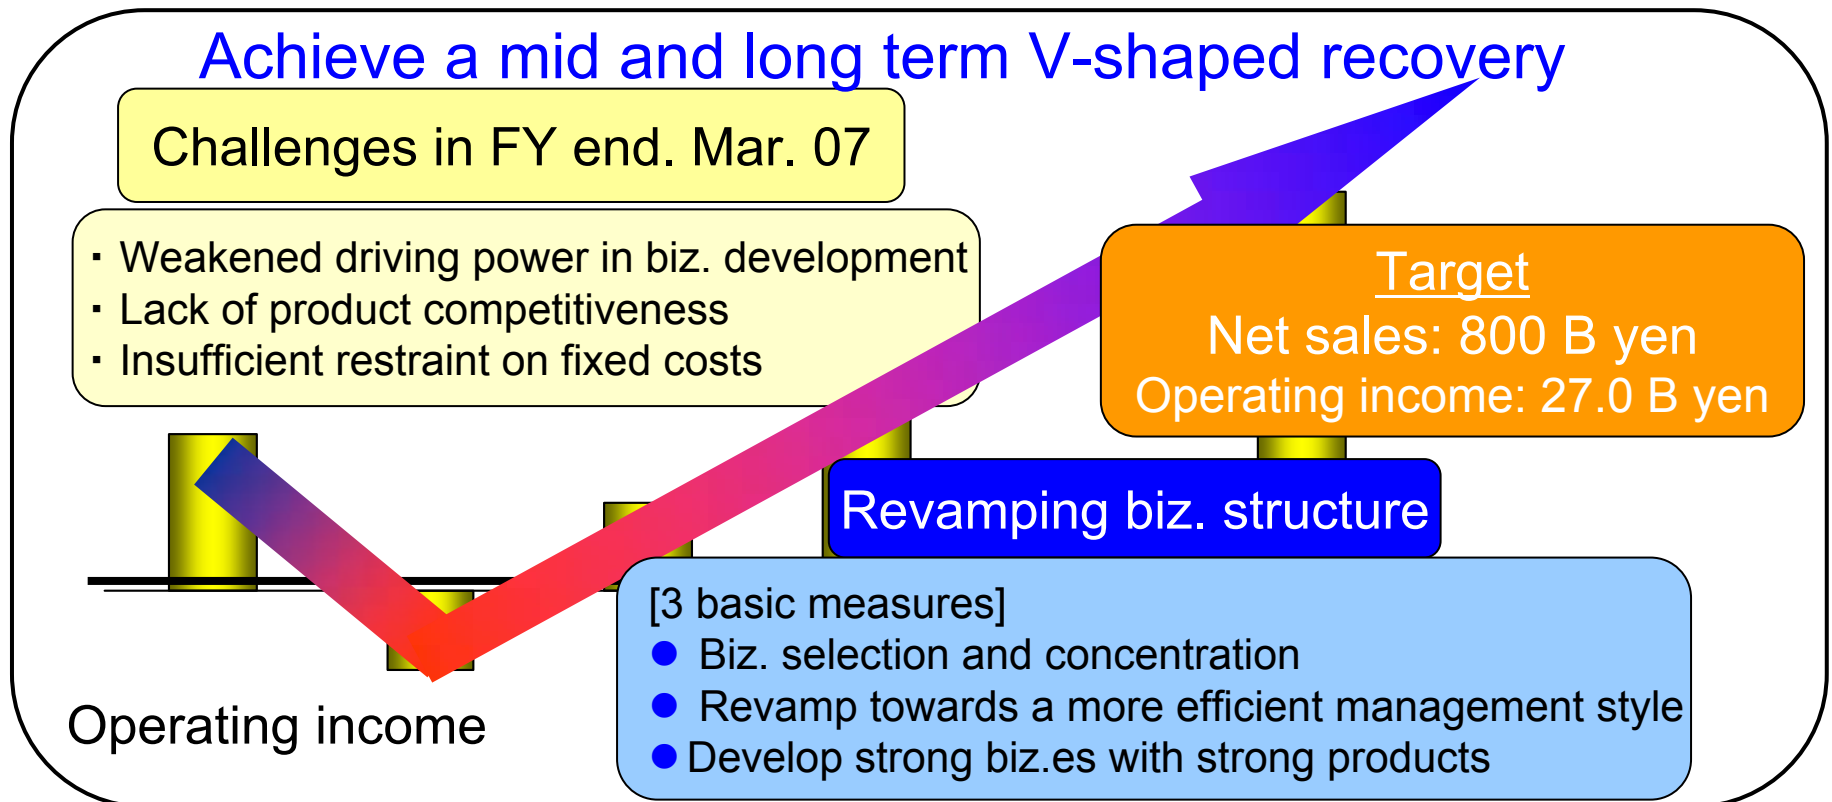 Achieve a mid and long term V-shaped recovery
Challenges in FY end. Mar. 07
・Weakened driving power in biz. development
・Lack of product competitiveness
・Insufficient restraint on fixed costs
Target
Net sales: 800 B yen
Operating income: 27.0 B yen
Revamping biz. structure
[3 basic measures]
● Biz. selection and concentration
● Revamp towards a more efficient management style
● Develop strong biz.es with strong products
Operating income